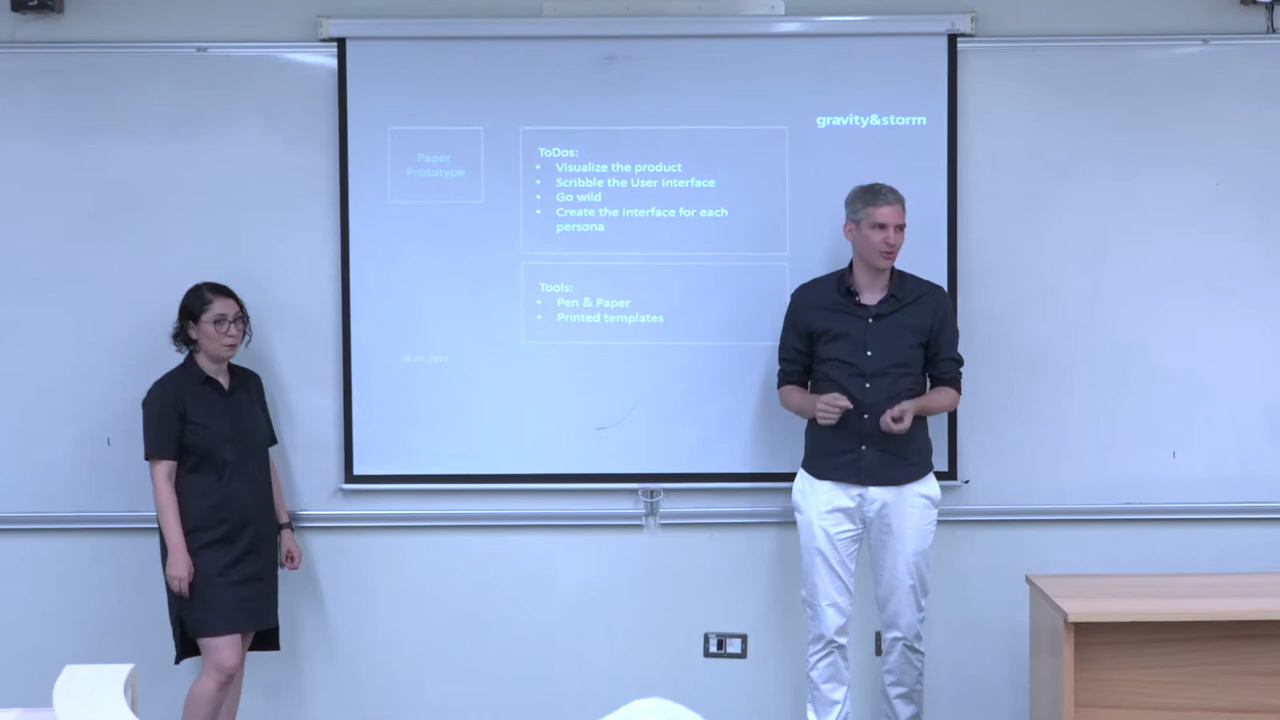 gravity&storm
Paper
Prototype
ToDos:
• Visualize the product
• Scribble the User Interface
• Go wild
• Create the Interface for each
persona
Tools:
• Pen & Paper
• Printed templates